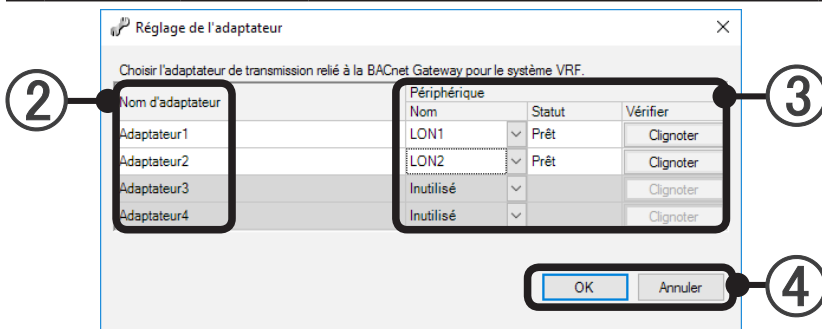 Réglage de l'adaptateur
Choisir l'adaptateur de transmission relié à la BACnet Gateway pour le système VRF.
② ③
Périphérique
Nom d'adaptateur Nom Statut Vérifier
Adaptateur1 LON1 Prêt Clignoter
Adaptateur2 LON2 Prêt Clignoter
Adaptateur3 Inutilisé Clignoter
Adaptateur4 Inutilisé Clignoter
OK Annuler ④